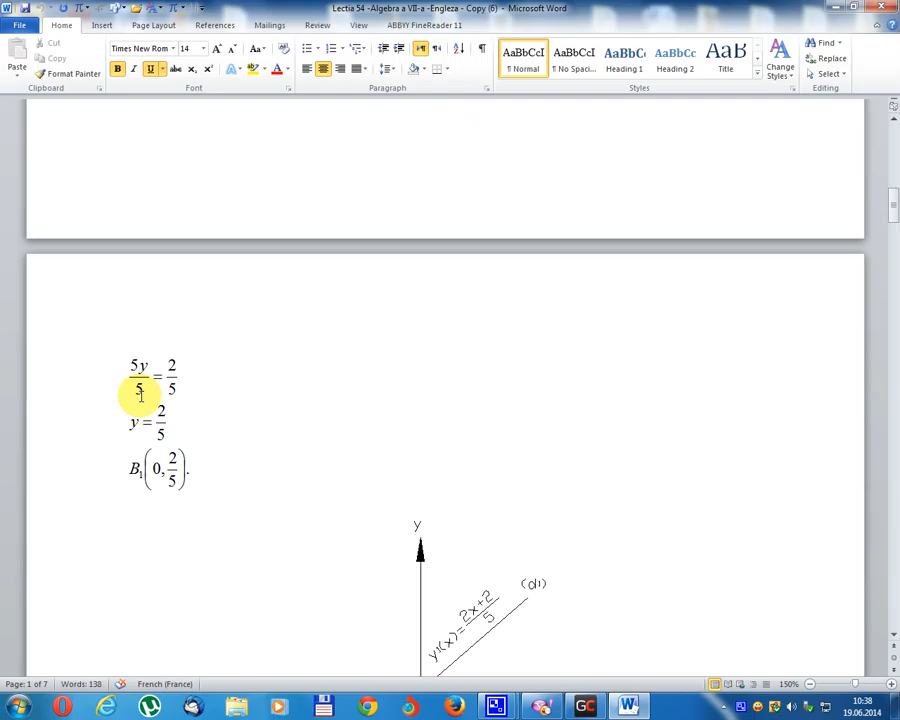 Lectia 54 -Algebra a VII-a -Engleza - Copy (6) - Microsoft Word
File Home Insert Page Layout References Mailings Review View ABBYY FineReader 11
Cut
Copy
Format Painter
Paste
Clipboard
Times New Rom 14
Font
Paragraph
AaBbCcI AaBbCcI AaBbC AaBbCc AaB
¶ Normal ¶ No Spaci... Heading 1 Heading 2 Title
Change Styles
Styles
Find
Replace
Select
Editing
5y/5 = 2/5
y = 2/5
B₁(0, 2/5).
y
(d1)
y1(x)=2x+2/5
Page: 1 of 7 Words: 138 French (France) 150%
10:38
19.06.2014